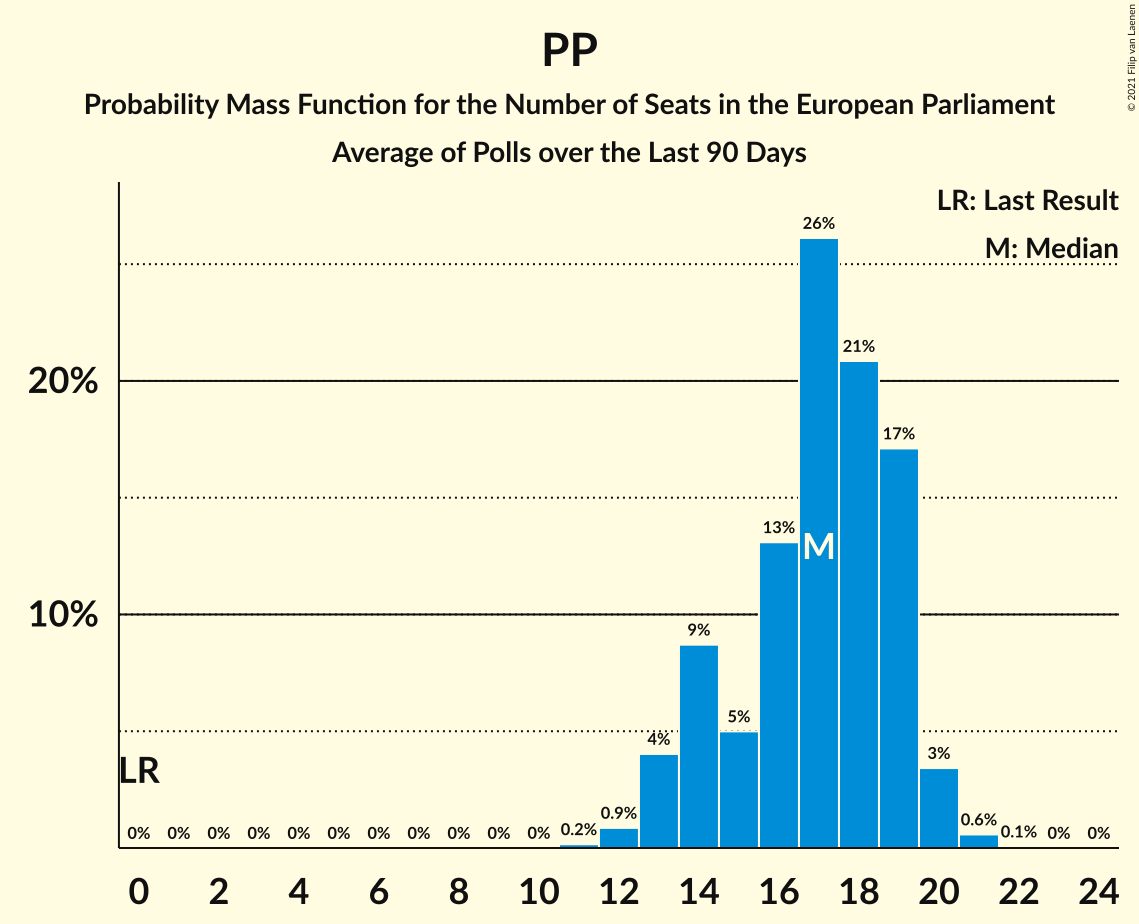 PP
Probability Mass Function for the Number of Seats in the European Parliament
Average of Polls over the Last 90 Days
© 2021 Filip van Laenen
LR: Last Result
M: Median
20%
10%
LR
M
0% 0% 0% 0% 0% 0% 0% 0% 0% 0% 0% 0.2% 0.9% 4% 9% 5% 13% 26% 21% 17% 3% 0.6% 0.1% 0% 0%
0 2 4 6 8 10 12 14 16 18 20 22 24